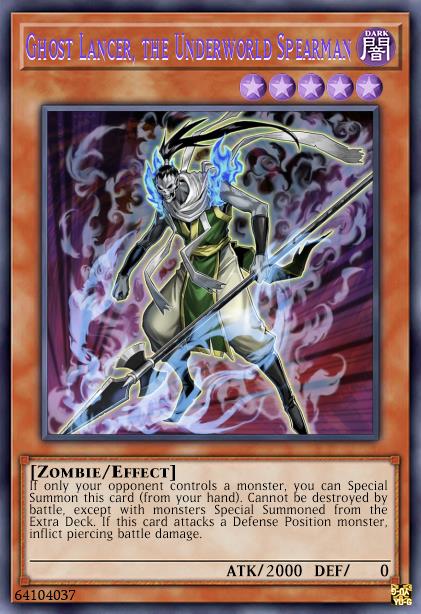 Ghost Lancer, the Underworld Spearman
DARK
闇
[Zombie/Effect]
If only your opponent controls a monster, you can Special
Summon this card (from your hand). Cannot be destroyed by
battle, except with monsters Special Summoned from the
Extra Deck. If this card attacks a Defense Position monster,
inflict piercing battle damage.
ATK/2000 DEF/ 0
64104037